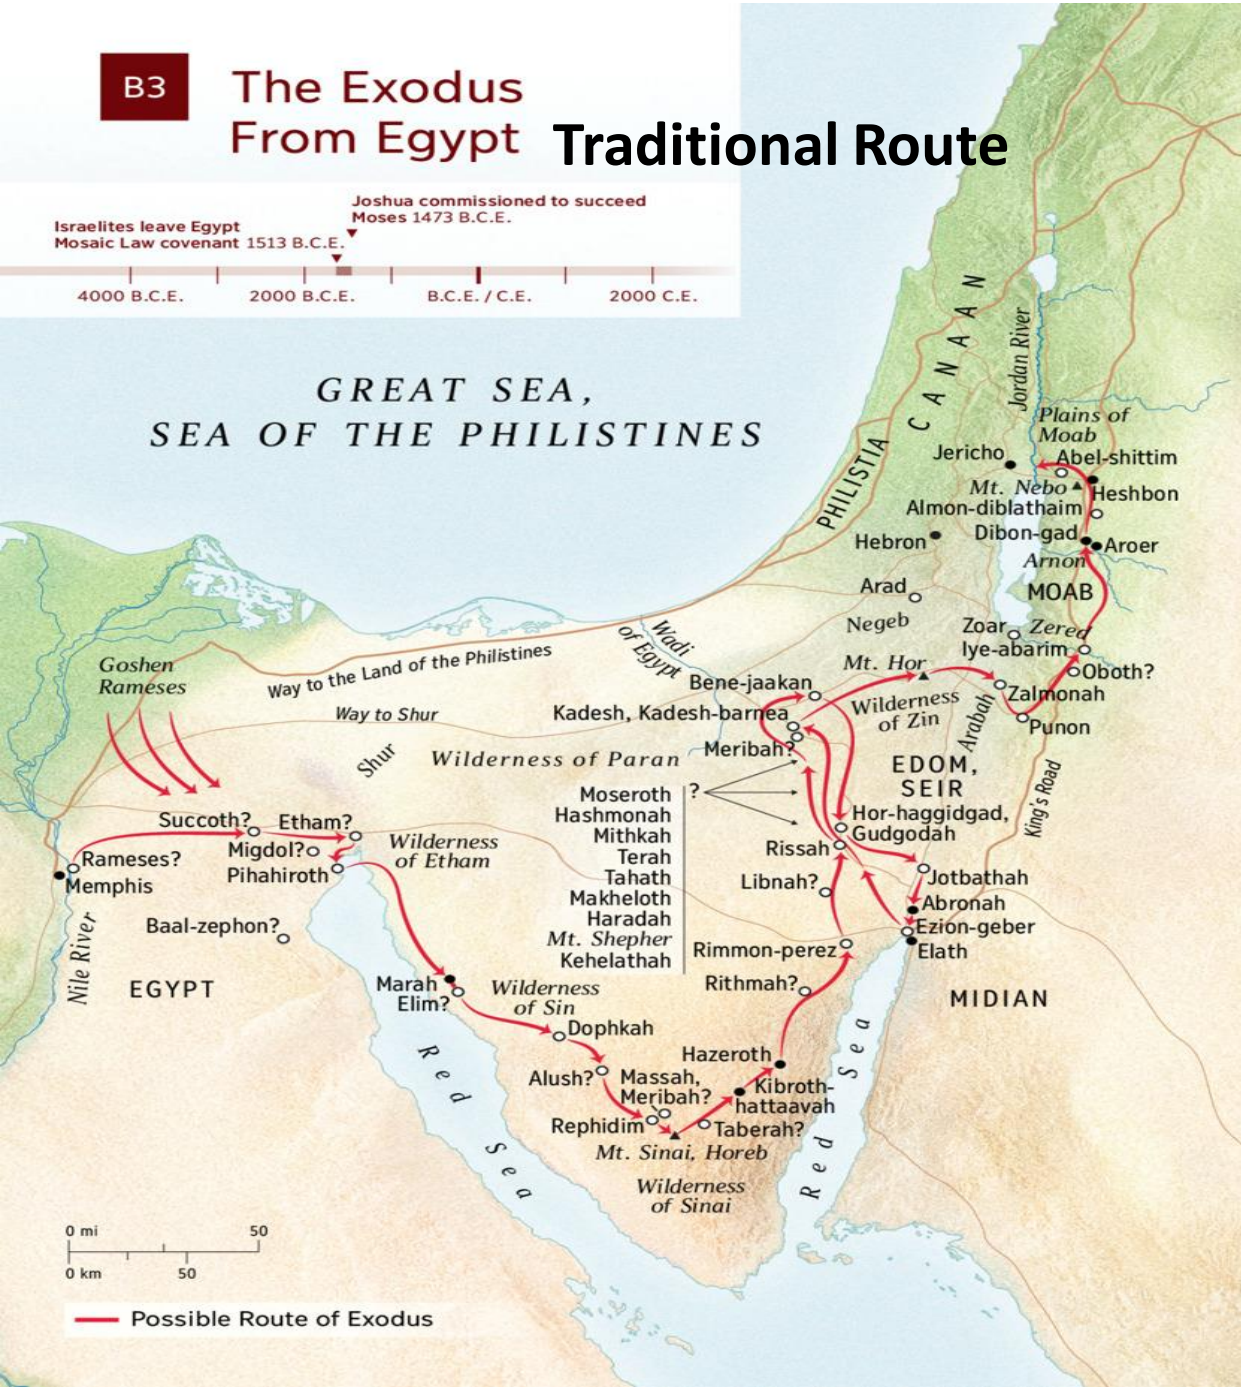 B3
The Exodus
From Egypt
Traditional Route
Joshua commissioned to succeed
Moses 1473 B.C.E.
Israelites leave Egypt
Mosaic Law covenant 1513 B.C.E.
4000 B.C.E.
2000 B.C.E.
B.C.E. / C.E.
2000 C.E.
GREAT SEA,
SEA OF THE PHILISTINES
CANAAN
Jordan River
PHILISTIA
Plains of
Moab
Jericho
Abel-shittim
Mt. Nebo
Heshbon
Almon-diblathaim
Dibon-gad
Aroer
Hebron
Arnon
MOAB
Arad
Negeb
Zoar
Zered
Iye-abarim
Oboth?
Wadi
of Egypt
Goshen
Rameses
Way to the Land of the Philistines
Mt. Hor
Bene-jaakan
Zalmonah
Wilderness
of Zin
Arabah
Punon
Way to Shur
Kadesh, Kadesh-barnea
Meribah?
Shur
Wilderness of Paran
EDOM,
SEIR
King's Road
Moseroth
?
Hashmonah
Mithkah
Terah
Tahath
Makheloth
Haradah
Mt. Shepher
Kehelathah
Hor-haggidgad,
Gudgodah
Rissah
Succoth?
Etham?
Migdol?
Wilderness
of Etham
Rameses?
Pihahiroth
Memphis
Libnah?
Jotbathah
Abronah
Ezion-geber
Elath
Baal-zephon?
Nile River
Rimmon-perez
Rithmah?
EGYPT
Marah
Elim?
Wilderness
of Sin
MIDIAN
Dophkah
Red Sea
Hazeroth
Alush?
Massah,
Meribah?
Kibroth-
hattaavah
Rephidim
Taberah?
Mt. Sinai, Horeb
Red Sea
Wilderness
of Sinai
0 mi
50
0 km
50
Possible Route of Exodus